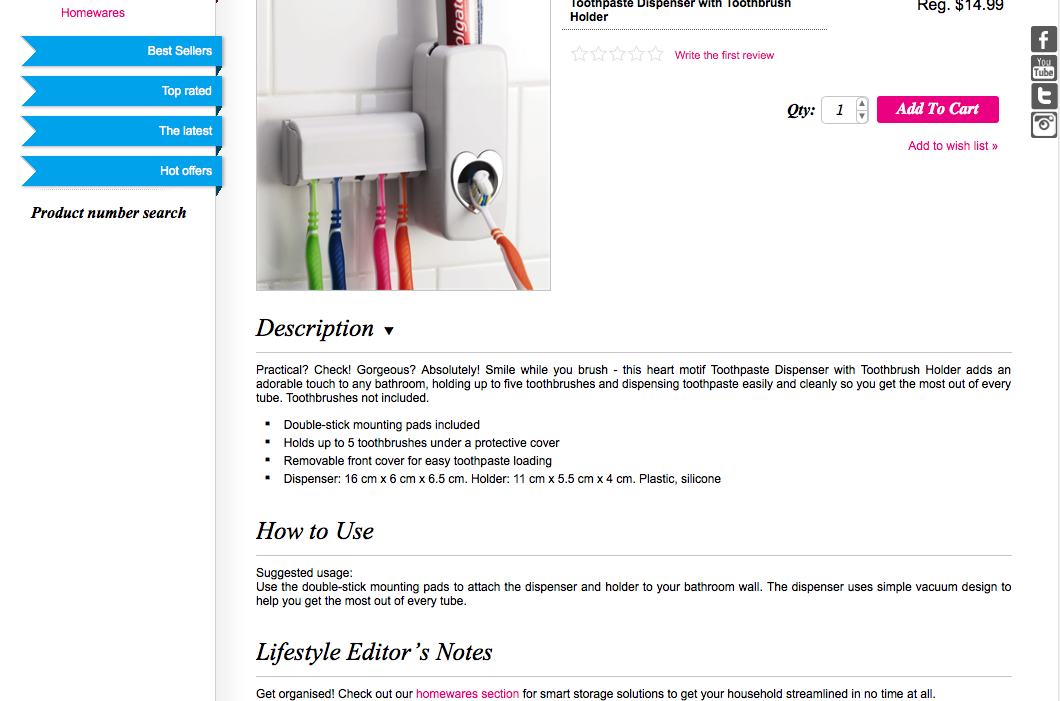 Homewares
Best Sellers
Top rated
The latest
Hot offers
Product number search
Colgate
Toothpaste Dispenser with Toothbrush
Holder
Reg. $14.99
Write the first review
Qty: 1 Add To Cart
Add to wish list »
f
You
Tube
t
Description ▼
Practical? Check! Gorgeous? Absolutely! Smile while you brush - this heart motif Toothpaste Dispenser with Toothbrush Holder adds an
adorable touch to any bathroom, holding up to five toothbrushes and dispensing toothpaste easily and cleanly so you get the most out of every
tube. Toothbrushes not included.
▪ Double-stick mounting pads included
▪ Holds up to 5 toothbrushes under a protective cover
▪ Removable front cover for easy toothpaste loading
▪ Dispenser: 16 cm x 6 cm x 6.5 cm. Holder: 11 cm x 5.5 cm x 4 cm. Plastic, silicone
How to Use
Suggested usage:
Use the double-stick mounting pads to attach the dispenser and holder to your bathroom wall. The dispenser uses simple vacuum design to
help you get the most out of every tube.
Lifestyle Editor's Notes
Get organised! Check out our homewares section for smart storage solutions to get your household streamlined in no time at all.